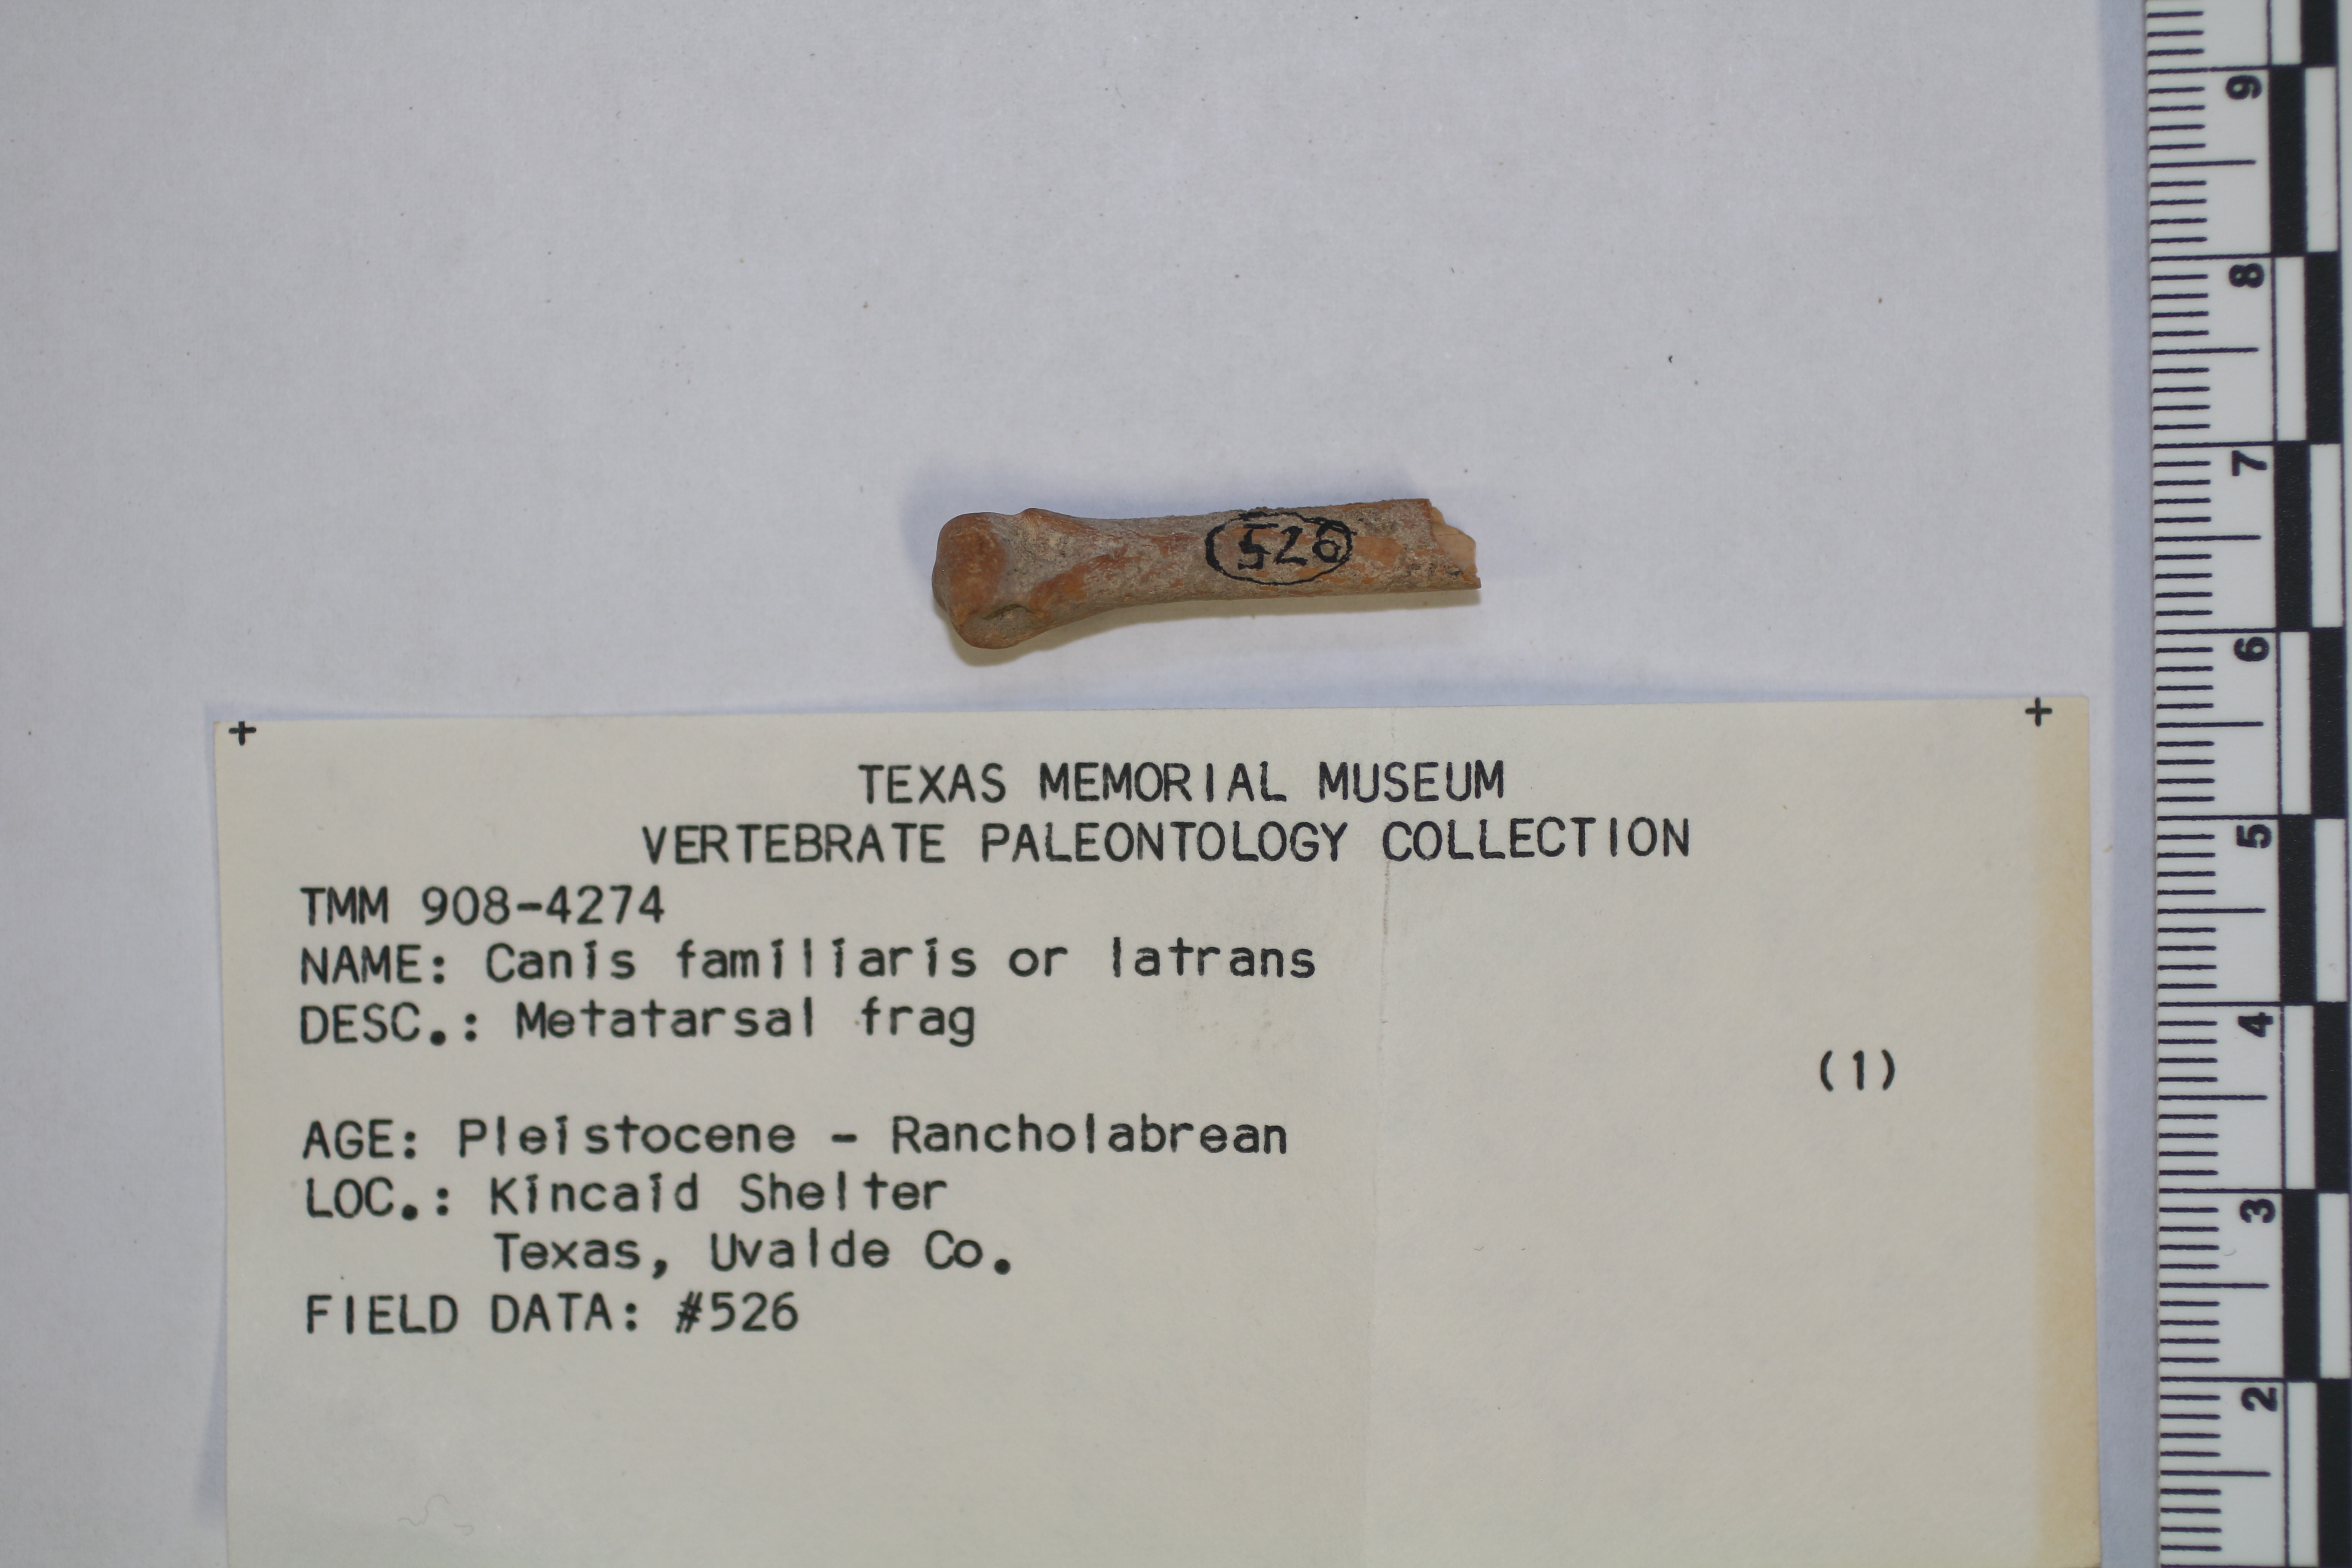 526
TEXAS MEMORIAL MUSEUM
VERTEBRATE PALEONTOLOGY COLLECTION
TMM 908-4274
NAME: Canis familiaris or latrans
DESC.: Metatarsal frag
(1)
AGE: Pleistocene - Rancholabrean
LOC.: Kincaid Shelter
Texas, Uvalde Co.
FIELD DATA: #526
9
8
7
6
5
4
3
2